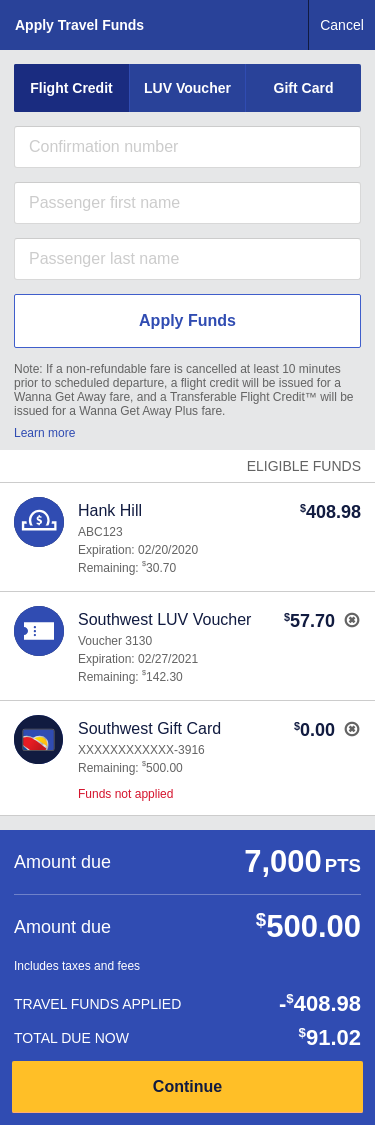 Apply Travel Funds
Cancel
Flight Credit
LUV Voucher
Gift Card
Confirmation number
Passenger first name
Passenger last name
Apply Funds
Note: If a non-refundable fare is cancelled at least 10 minutes
prior to scheduled departure, a flight credit will be issued for a
Wanna Get Away fare, and a Transferable Flight Credit™ will be
issued for a Wanna Get Away Plus fare.
Learn more
ELIGIBLE FUNDS
Hank Hill
$408.98
ABC123
Expiration: 02/20/2020
Remaining: $30.70
Southwest LUV Voucher
$57.70
Voucher 3130
Expiration: 02/27/2021
Remaining: $142.30
Southwest Gift Card
$0.00
XXXXXXXXXXXX-3916
Remaining: $500.00
Funds not applied
Amount due
7,000 PTS
Amount due
$500.00
Includes taxes and fees
TRAVEL FUNDS APPLIED
-$408.98
TOTAL DUE NOW
$91.02
Continue